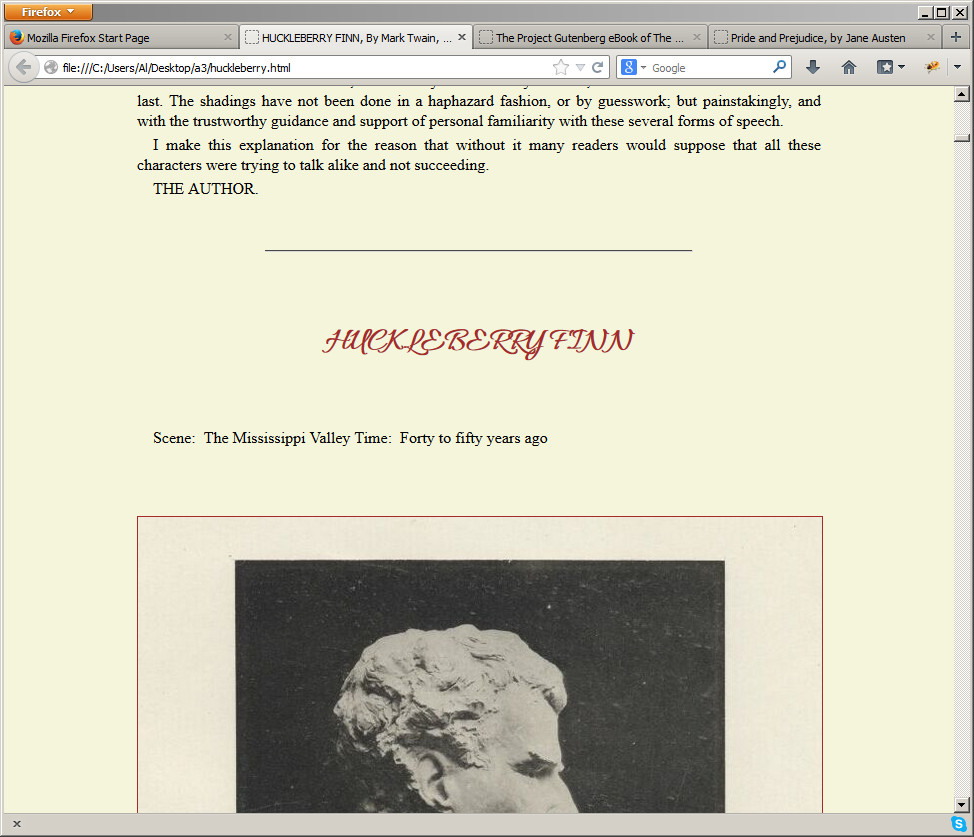 Firefox
Mozilla Firefox Start Page
HUCKLEBERRY FINN, By Mark Twain, ...
The Project Gutenberg eBook of The ...
Pride and Prejudice, by Jane Austen
file:///C:/Users/Al/Desktop/a3/huckleberry.html
Google
last. The shadings have not been done in a haphazard fashion, or by guesswork; but painstakingly, and
with the trustworthy guidance and support of personal familiarity with these several forms of speech.
I make this explanation for the reason that without it many readers would suppose that all these
characters were trying to talk alike and not succeeding.
THE AUTHOR.
HUCKLEBERRY FINN
Scene:  The Mississippi Valley Time:  Forty to fifty years ago